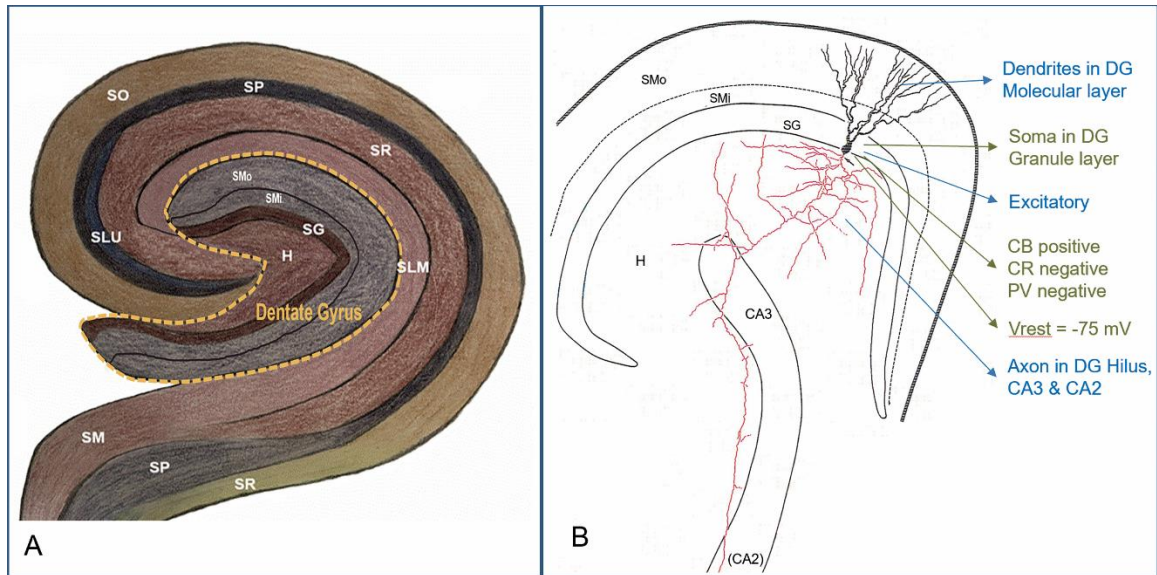 SO
SP
SR
SMo
SMi
SG
SLU
H
SLM
Dentate Gyrus
SM
SP
SR
A
B
SMo
SMi
SG
H
CA3
(CA2)
Dendrites in DG
Molecular layer
Soma in DG
Granule layer
Excitatory
CB positive
CR negative
PV negative
Vrest = -75 mV
Axon in DG Hilus,
CA3 & CA2